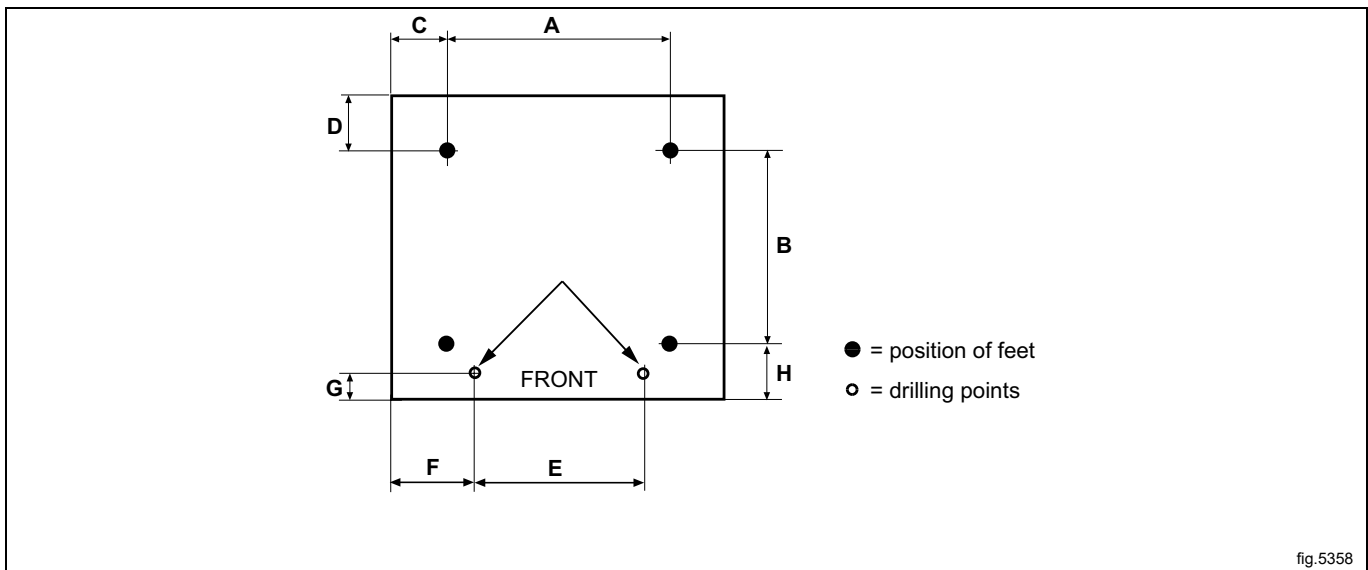 C
A
D
B
= position of feet
H
FRONT
G
= drilling points
F
E
fig.5358